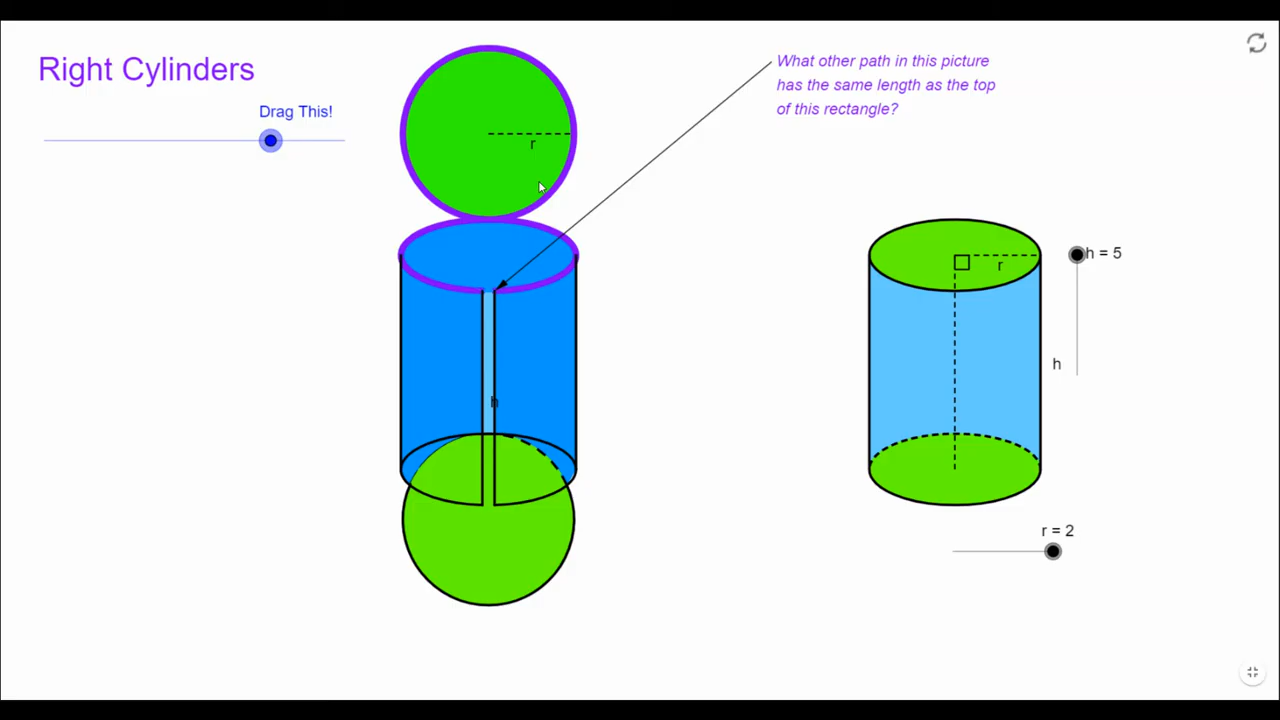 Right Cylinders
Drag This!
What other path in this picture
has the same length as the top
of this rectangle?
r
h
r
h = 5
h
r = 2